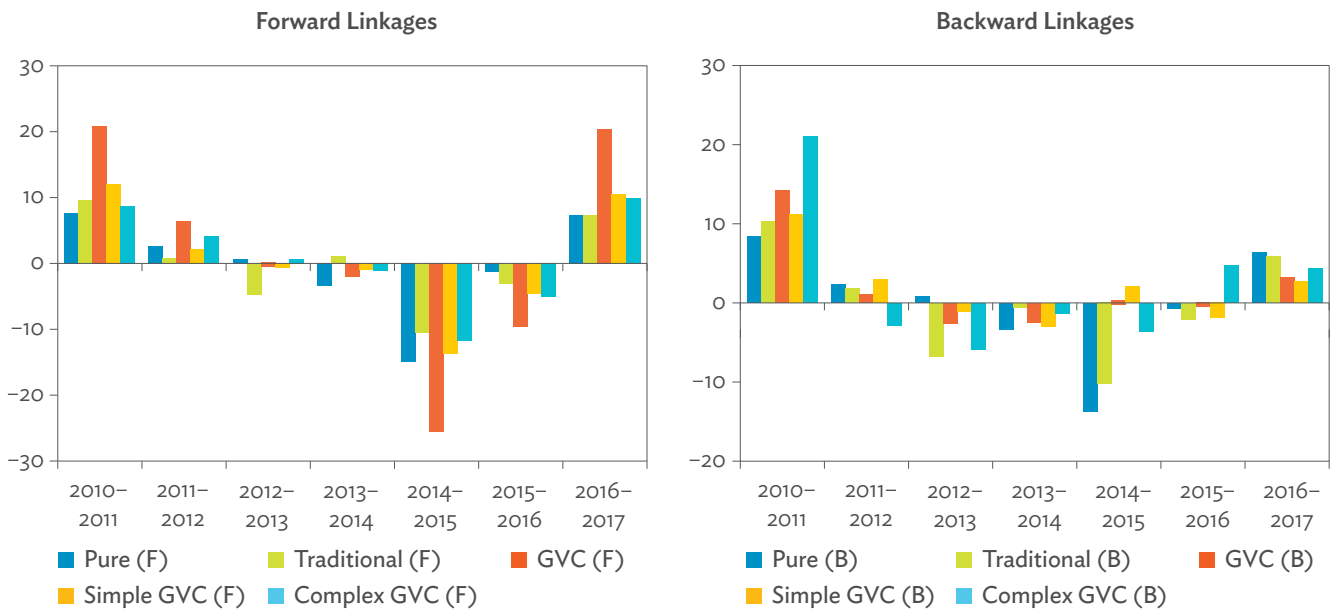 Forward Linkages
30
20
10
0
−10
−20
−30
2010– 2011– 2012– 2013– 2014– 2015– 2016–
2011 2012 2013 2014 2015 2016 2017
Pure (F) Traditional (F) GVC (F)
Simple GVC (F) Complex GVC (F)
Backward Linkages
30
20
10
0
−10
−20
2010– 2011– 2012– 2013– 2014– 2015– 2016–
2011 2012 2013 2014 2015 2016 2017
Pure (B) Traditional (B) GVC (B)
Simple GVC (B) Complex GVC (B)